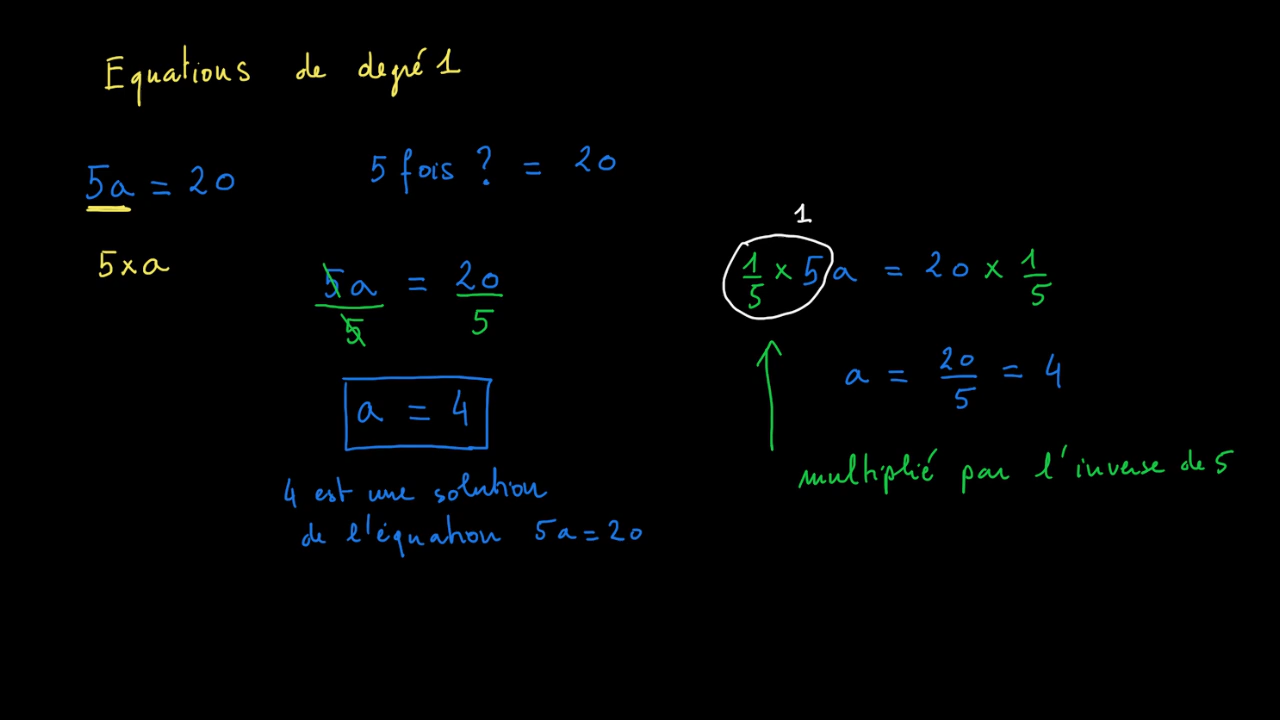 Equations de degré 1
5a = 20
5 fois ? = 20
5×a
5a/5 = 20/5
a = 4
4 est une solution
de l'équation 5a=20
1
1/5 × 5a = 20 × 1/5
a = 20/5 = 4
multiplié par l'inverse de 5